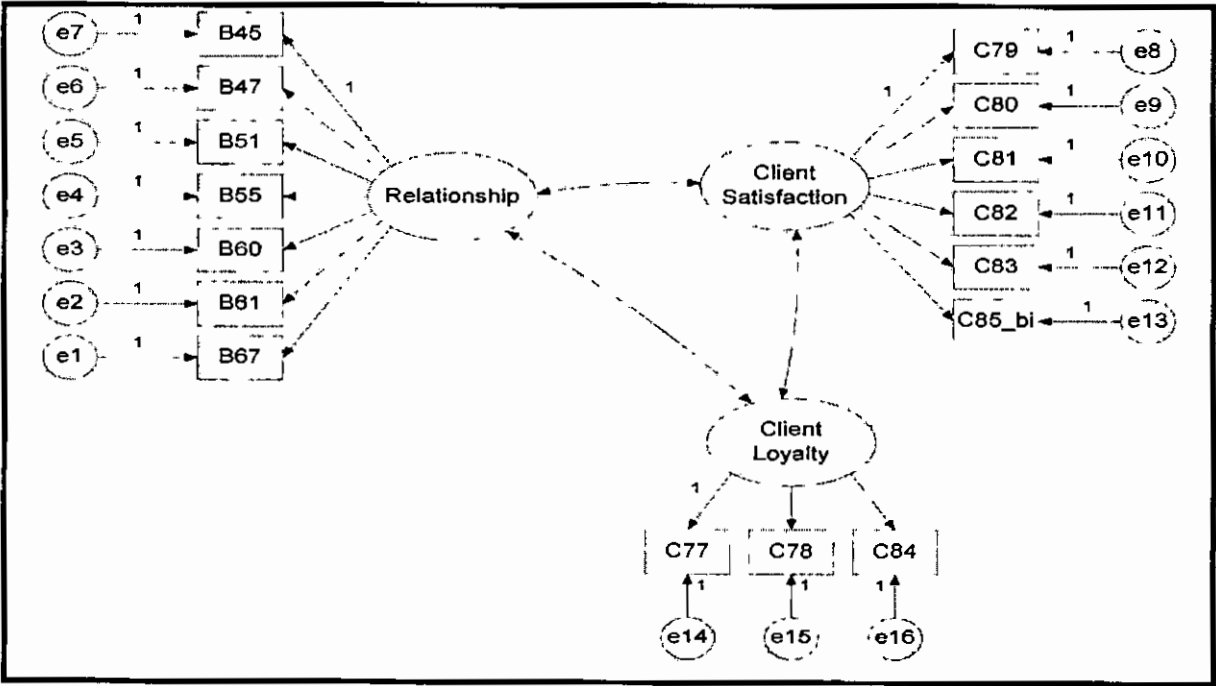 e7 1 B45
e6 1 B47
e5 1 B51
e4 1 B55
e3 1 B60
e2 1 B61
e1 1 B67
1
Relationship
Client
Satisfaction
1
C79 1 e8
C80 1 e9
C81 1 e10
C82 1 e11
C83 1 e12
C85_bi 1 e13
Client
Loyalty
1
C77 C78 C84
1 1 1
e14 e15 e16